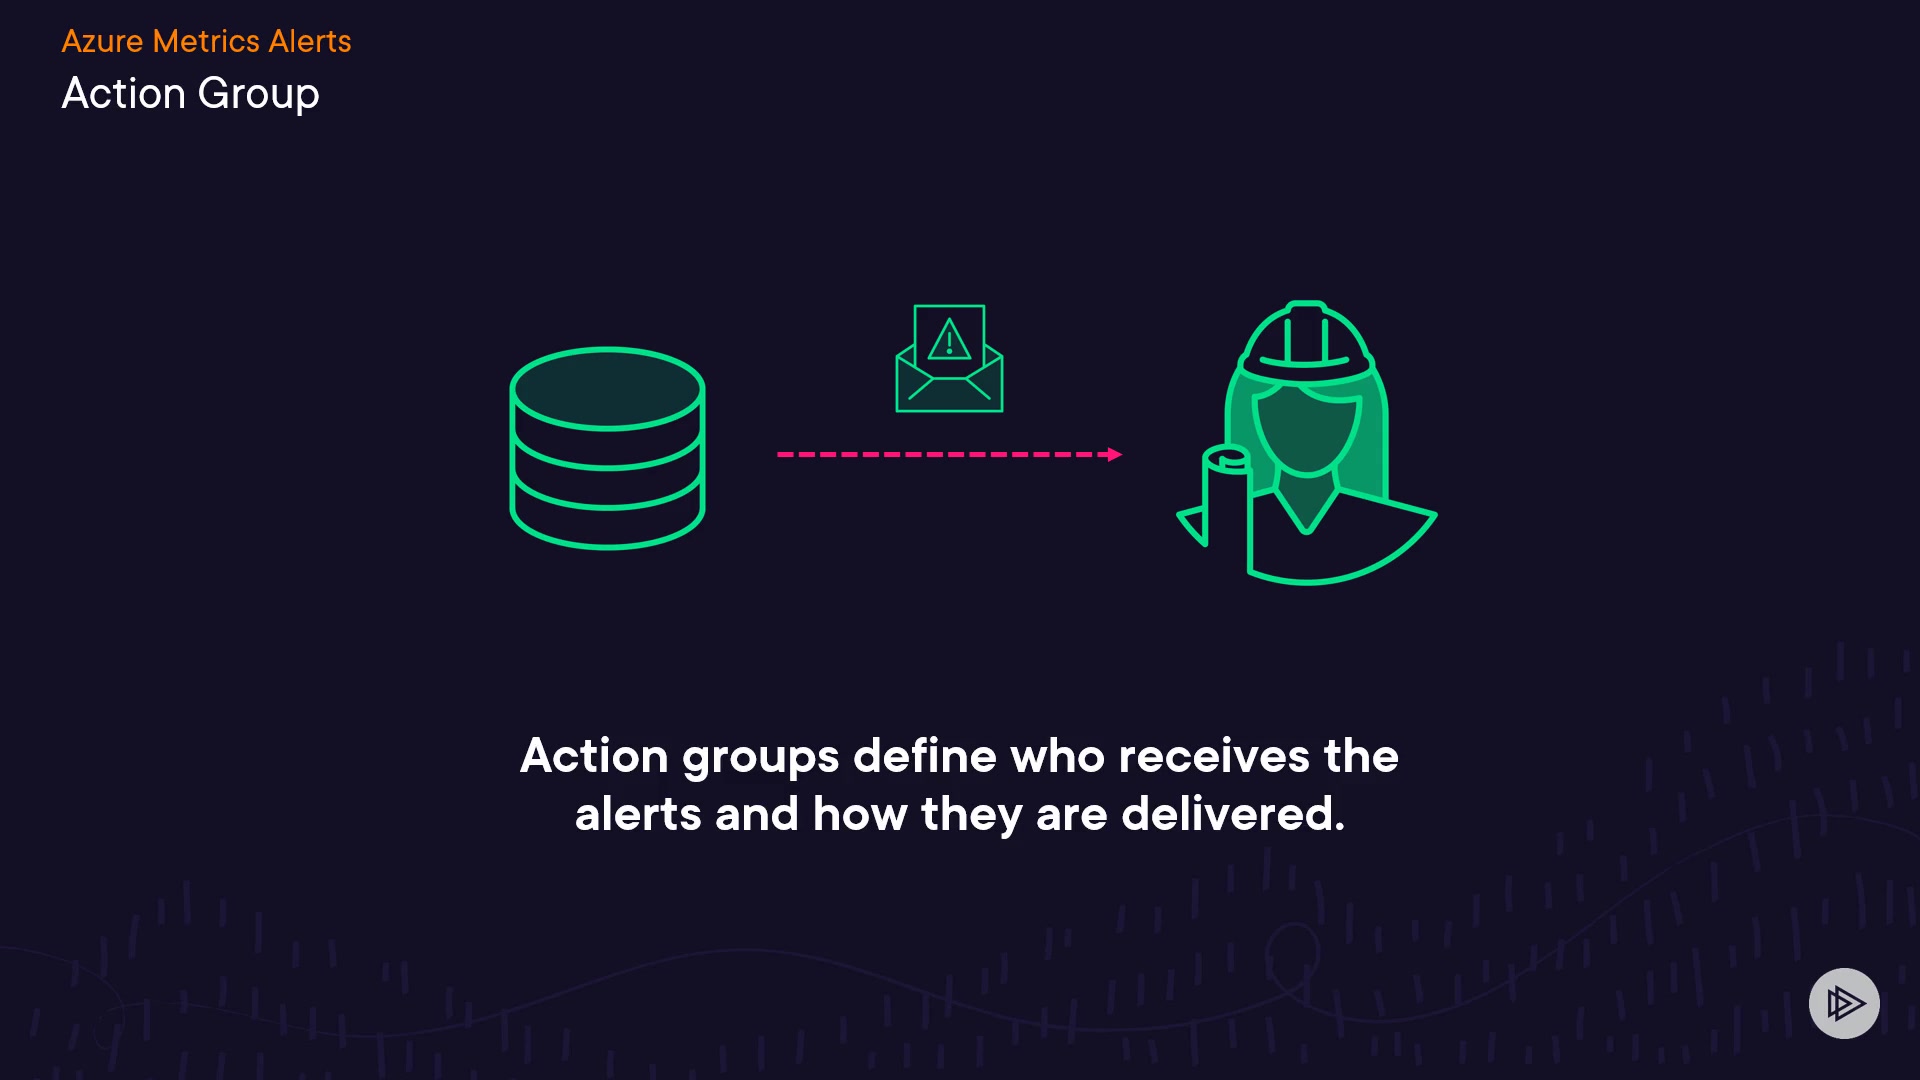 Azure Metrics Alerts
Action Group
Action groups define who receives the
alerts and how they are delivered.